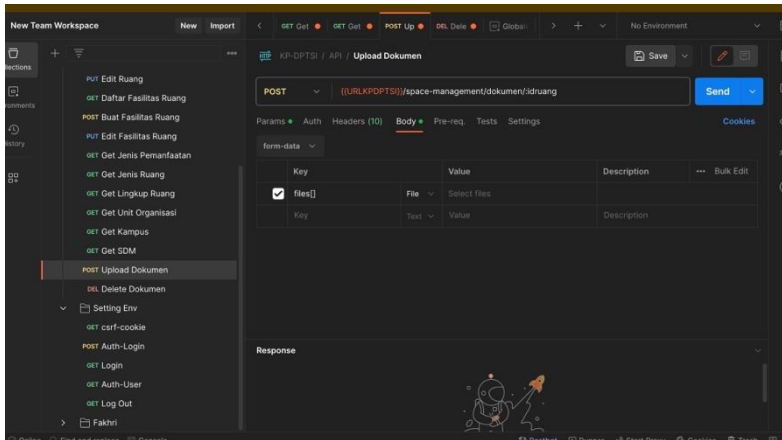 New Team Workspace New Import
GET Get GET Get POST Up DEL Dele Global No Environment
KP-DPTSI / API / Upload Dokumen Save
POST {{URLKPDPTSI}}/space-management/dokumen/:idruang Send
Params Auth Headers (10) Body Pre-req. Tests Settings Cookies
form-data
Key Value Description Bulk Edit
files[] File Select files
Key Text Value Description
Response
PUT Edit Ruang
GET Daftar Fasilitas Ruang
POST Buat Fasilitas Ruang
PUT Edit Fasilitas Ruang
GET Get Jenis Pemanfaatan
GET Get Jenis Ruang
GET Get Lingkup Ruang
GET Get Unit Organisasi
GET Get Kampus
GET Get SDM
POST Upload Dokumen
DEL Delete Dokumen
Setting Env
GET csrf-cookie
POST Auth-Login
GET Login
GET Auth-User
GET Log Out
Fakhri